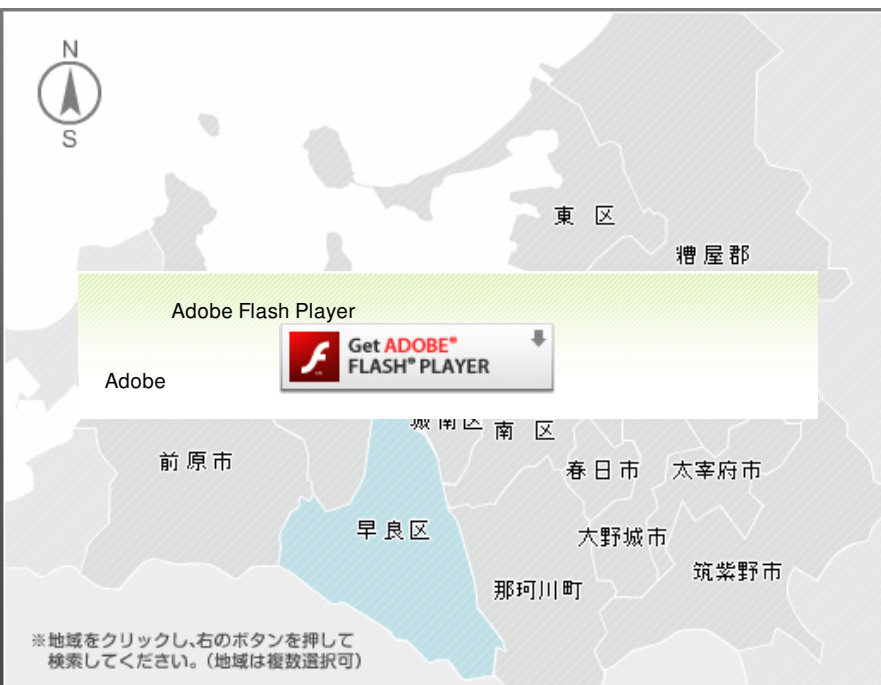 N
S
東 区
糟屋郡
Adobe Flash Player
Get ADOBE®
FLASH® PLAYER
Adobe
城南区
南 区
前原市
春日市
太宰府市
早良区
大野城市
筑紫野市
那珂川町
※地域をクリックし、右のボタンを押して
検索してください。(地域は複数選択可)